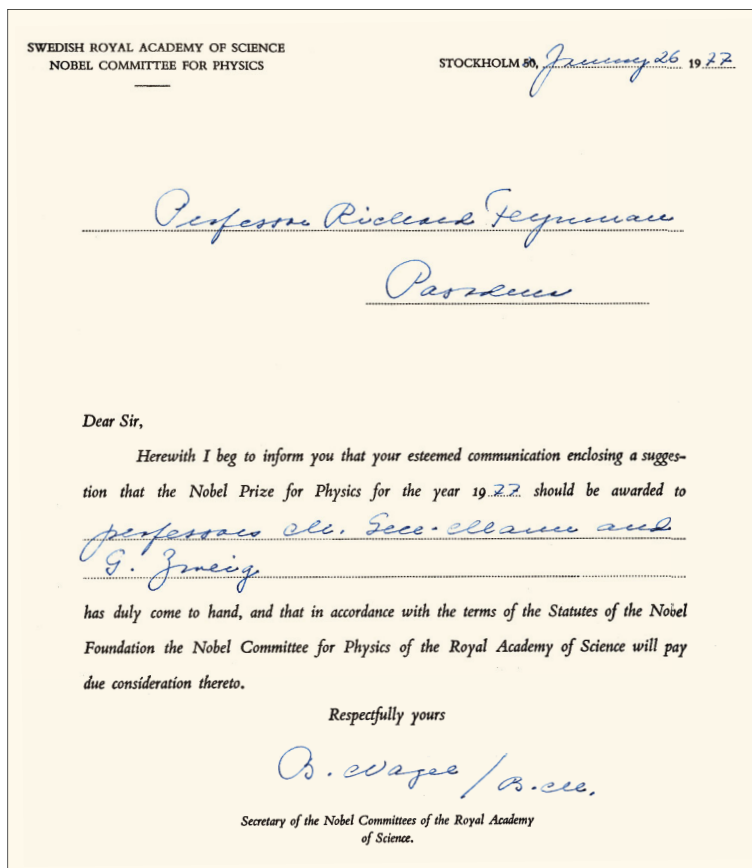 SWEDISH ROYAL ACADEMY OF SCIENCE
NOBEL COMMITTEE FOR PHYSICS
STOCKHOLM 50, January 26 1977
Professor Richard Feynman
Pasadena
Dear Sir,
Herewith I beg to inform you that your esteemed communication enclosing a sugges-
tion that the Nobel Prize for Physics for the year 1977 should be awarded to
professors M. Gell-Mann and
G. Zweig
has duly come to hand, and that in accordance with the terms of the Statutes of the Nobel
Foundation the Nobel Committee for Physics of the Royal Academy of Science will pay
due consideration thereto.
Respectfully yours
B. Nagel / B.M.
Secretary of the Nobel Committees of the Royal Academy
of Science.